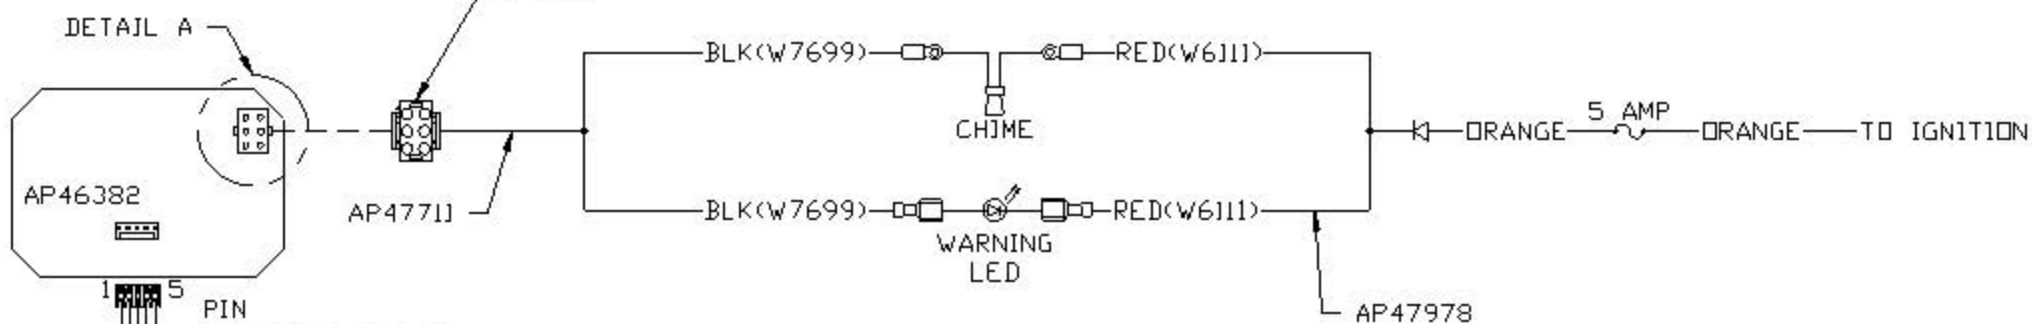 DETAIL A
BLK(W7699)
RED(W6111)
CHIME
5 AMP
ORANGE
ORANGE
TO IGNITION
AP46382
AP47711
BLK(W7699)
RED(W6111)
WARNING
LED
1
5
PIN
AP47978